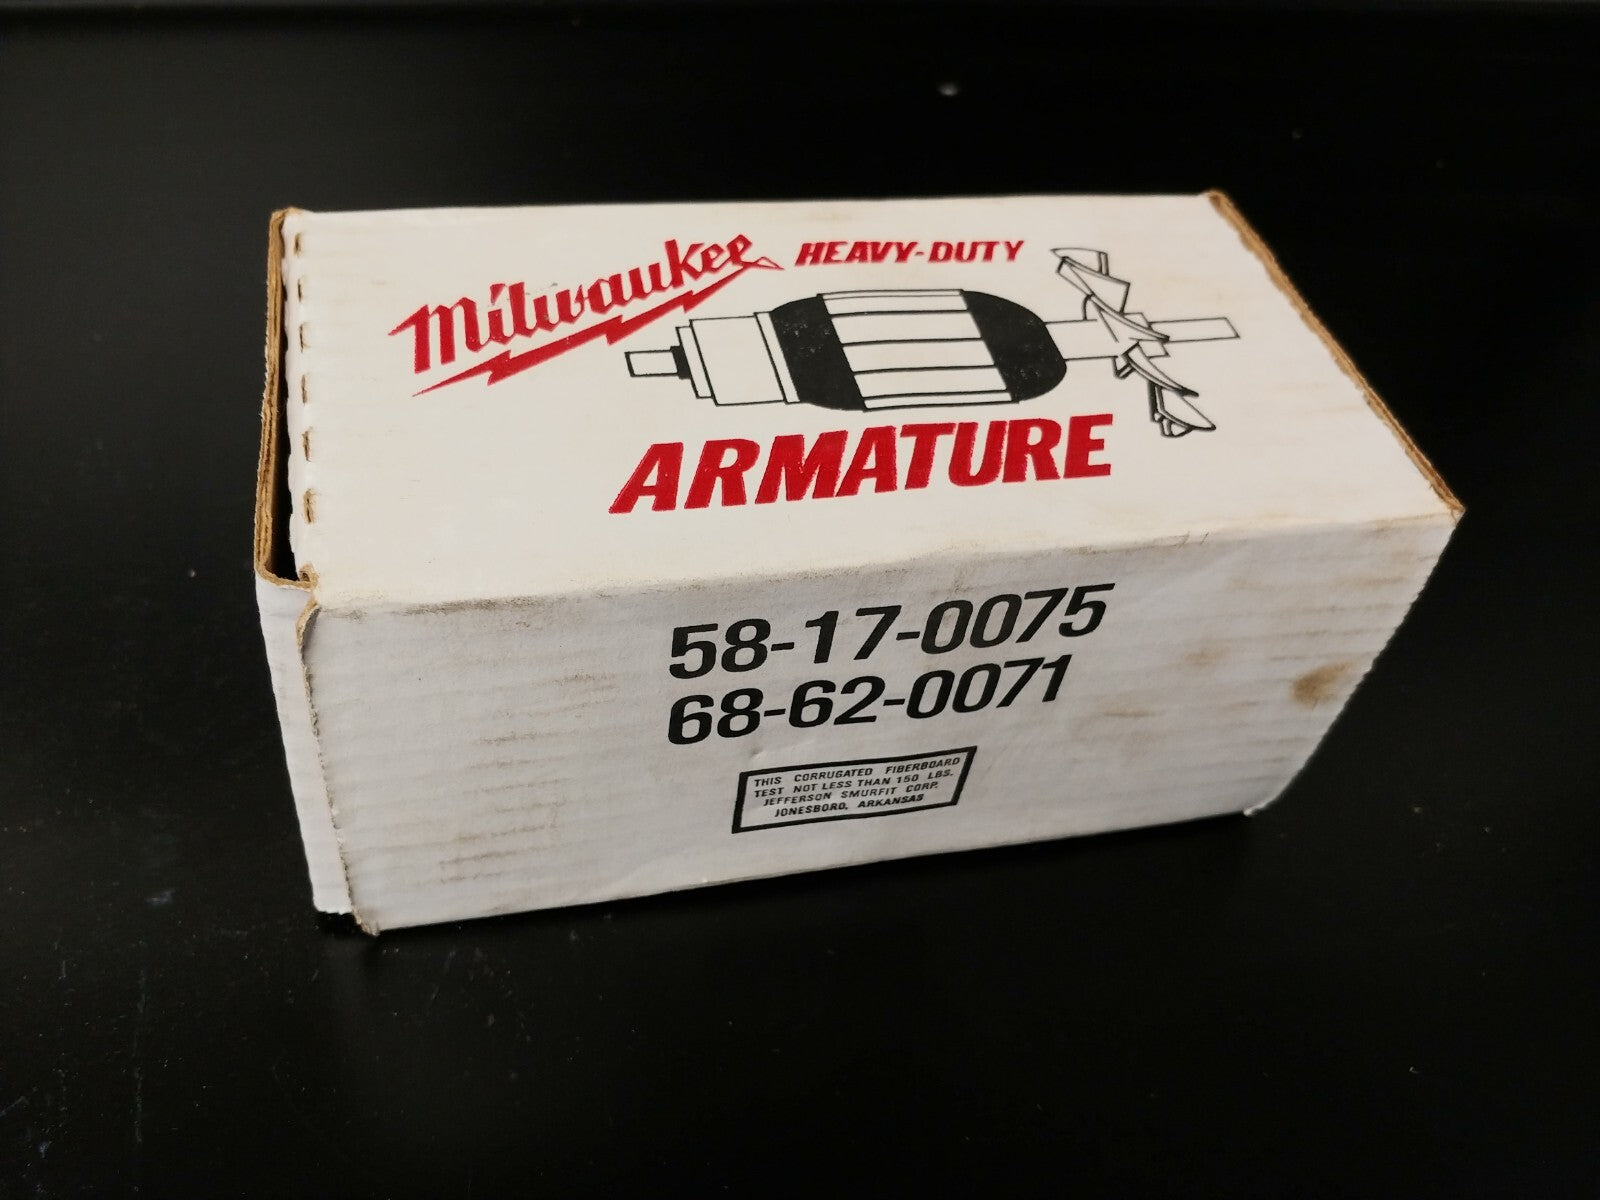 Milwaukee HEAVY-DUTY
ARMATURE
58-17-0075
68-62-0071
THIS CORRUGATED FIBERBOARD
TEST NOT LESS THAN 150 LBS.
JEFFERSON SMURFIT CORP.
JONESBORO, ARKANSAS